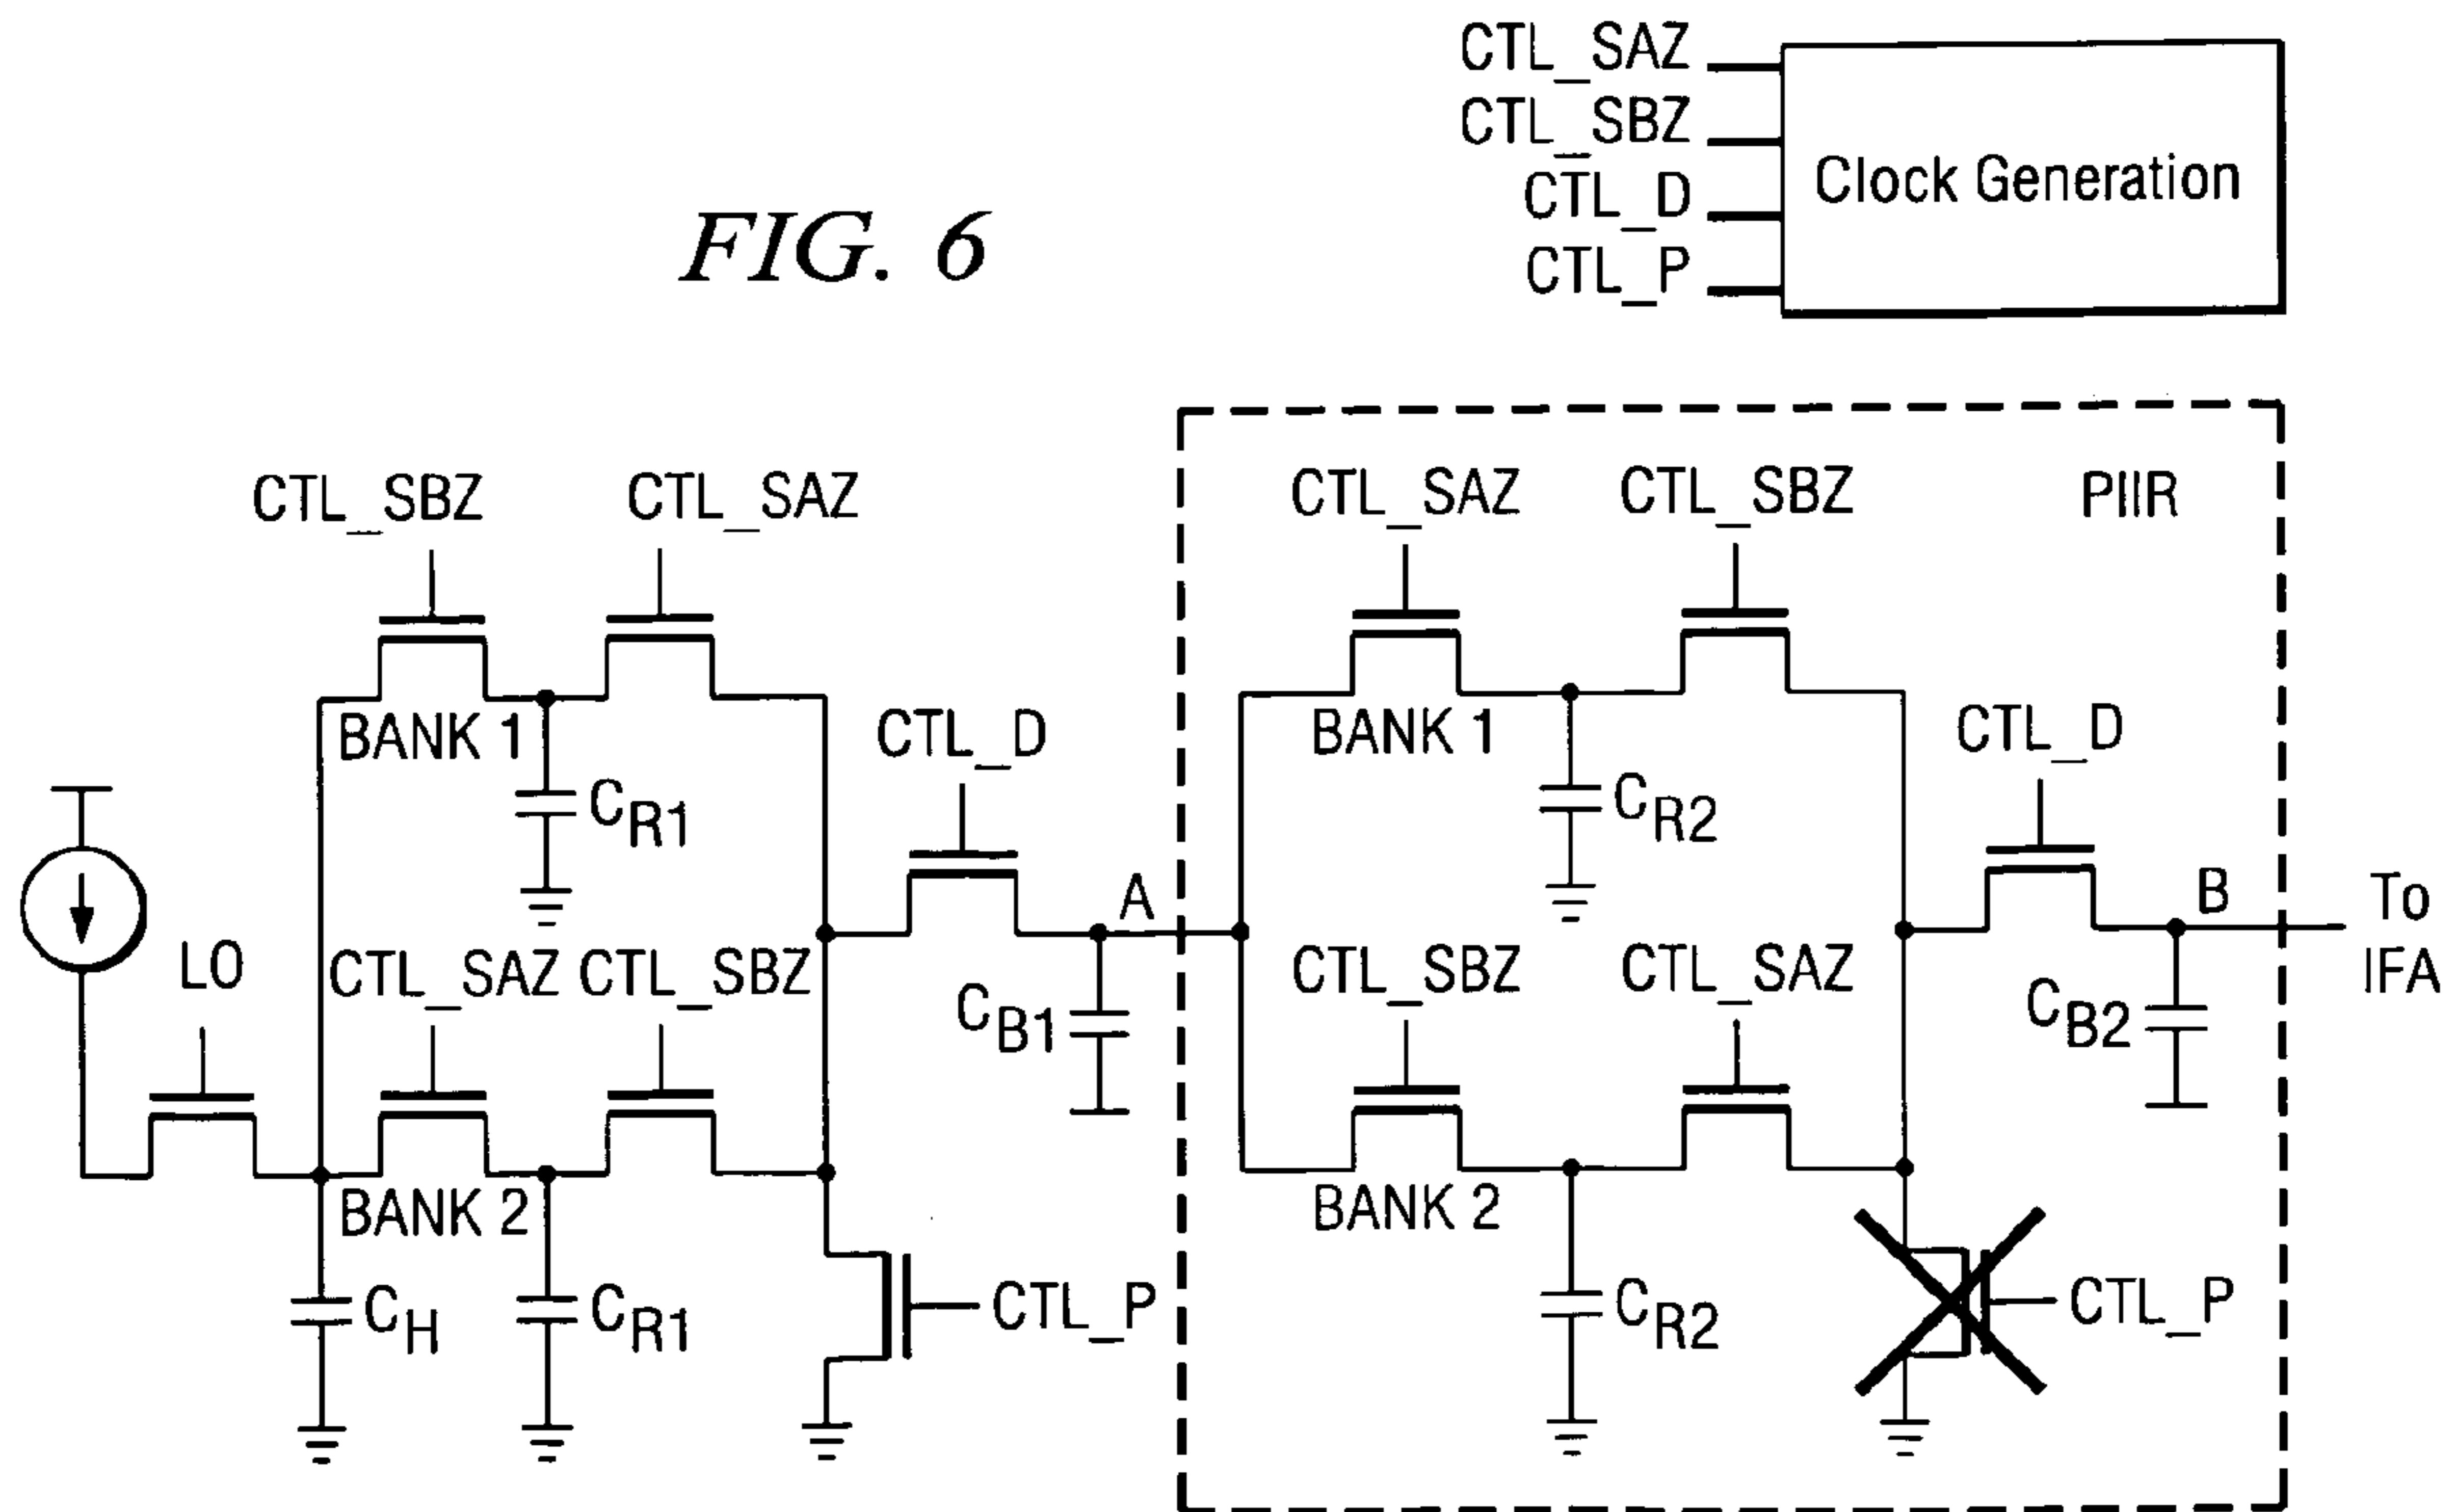 CTL_SAZ
CTL_SBZ
CTL_D
CTL_P
Clock Generation
FIG. 6
CTL_SBZ
CTL_SAZ
CTL_SAZ
CTL_SBZ
PIIR
BANK 1
CTL_D
BANK 1
CTL_D
CR1
CR2
LO
CTL_SAZ
CTL_SBZ
A
CTL_SBZ
CTL_SAZ
B
To
IFA
CB1
CB2
BANK 2
BANK 2
CH
CR1
CTL_P
CR2
CTL_P